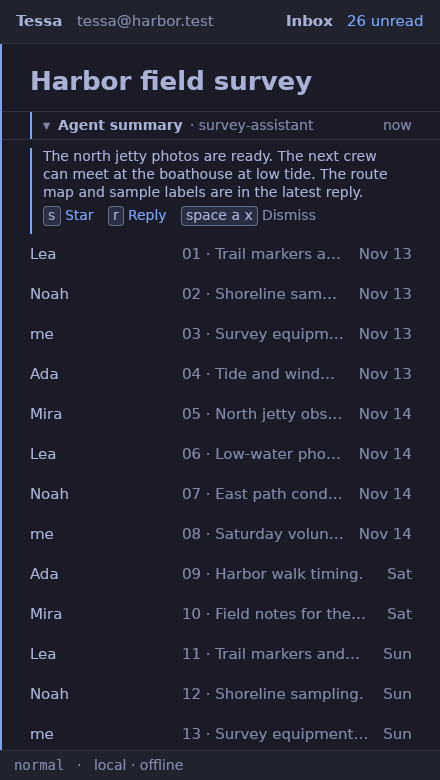 Tessa tessa@harbor.test Inbox 26 unread
Harbor field survey
▼ Agent summary · survey-assistant now
The north jetty photos are ready. The next crew
can meet at the boathouse at low tide. The route
map and sample labels are in the latest reply.
s Star r Reply space a x Dismiss
Lea 01 · Trail markers a… Nov 13
Noah 02 · Shoreline sam… Nov 13
me 03 · Survey equipm… Nov 13
Ada 04 · Tide and wind… Nov 13
Mira 05 · North jetty obs… Nov 14
Lea 06 · Low-water pho… Nov 14
Noah 07 · East path cond… Nov 14
me 08 · Saturday volun… Nov 14
Ada 09 · Harbor walk timing. Sat
Mira 10 · Field notes for the… Sat
Lea 11 · Trail markers and… Sun
Noah 12 · Shoreline sampling. Sun
me 13 · Survey equipment… Sun
normal · local · offline